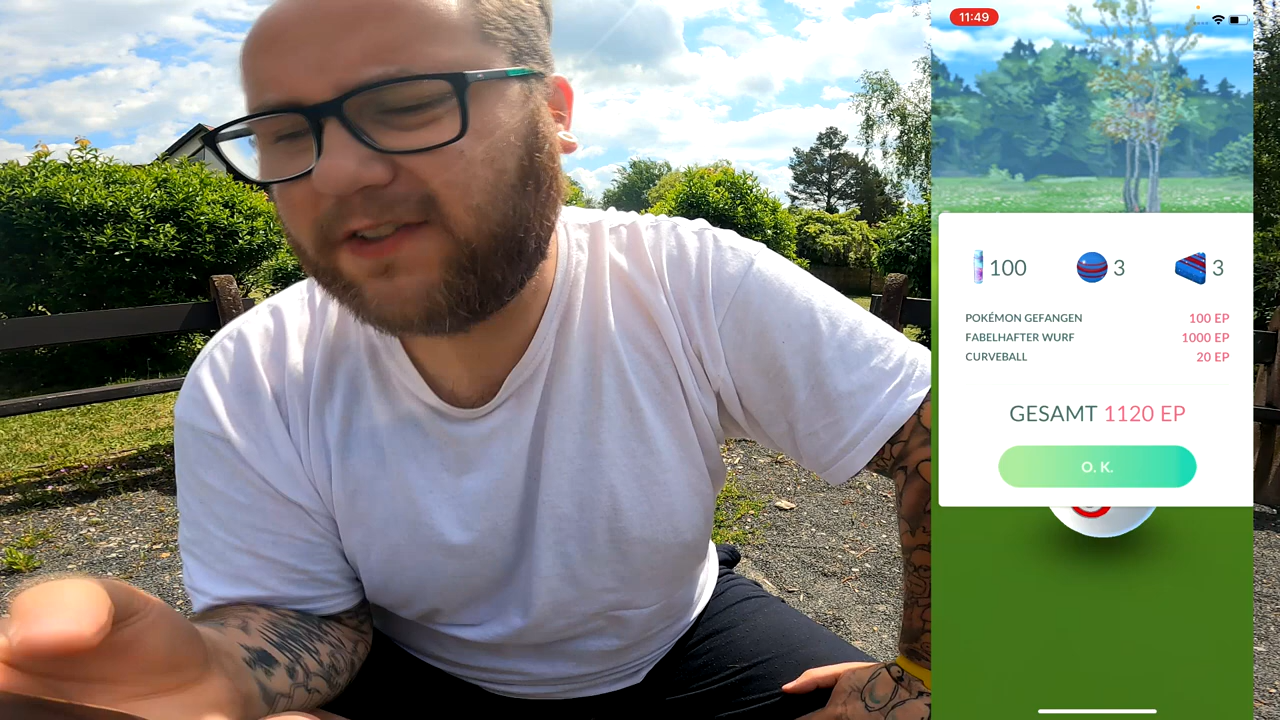 11:49
100 3 3
POKÉMON GEFANGEN 100 EP
FABELHAFTER WURF 1000 EP
CURVEBALL 20 EP
GESAMT 1120 EP
O. K.